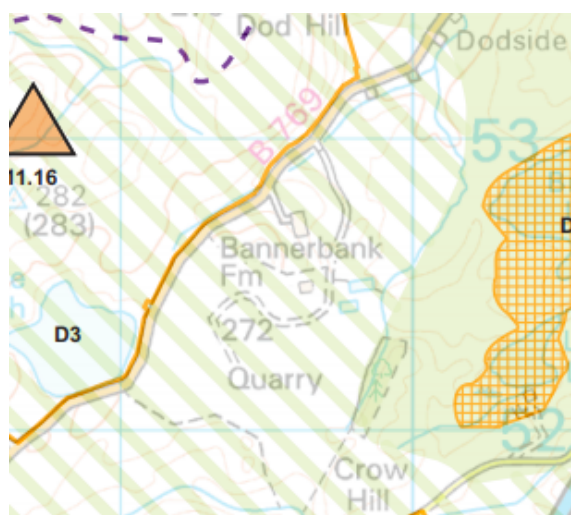 Dod Hill
Dodside
B 769
53
11.16
282
(283)
Bannerbank
Fm
D3
272
Quarry
52
Crow
Hill